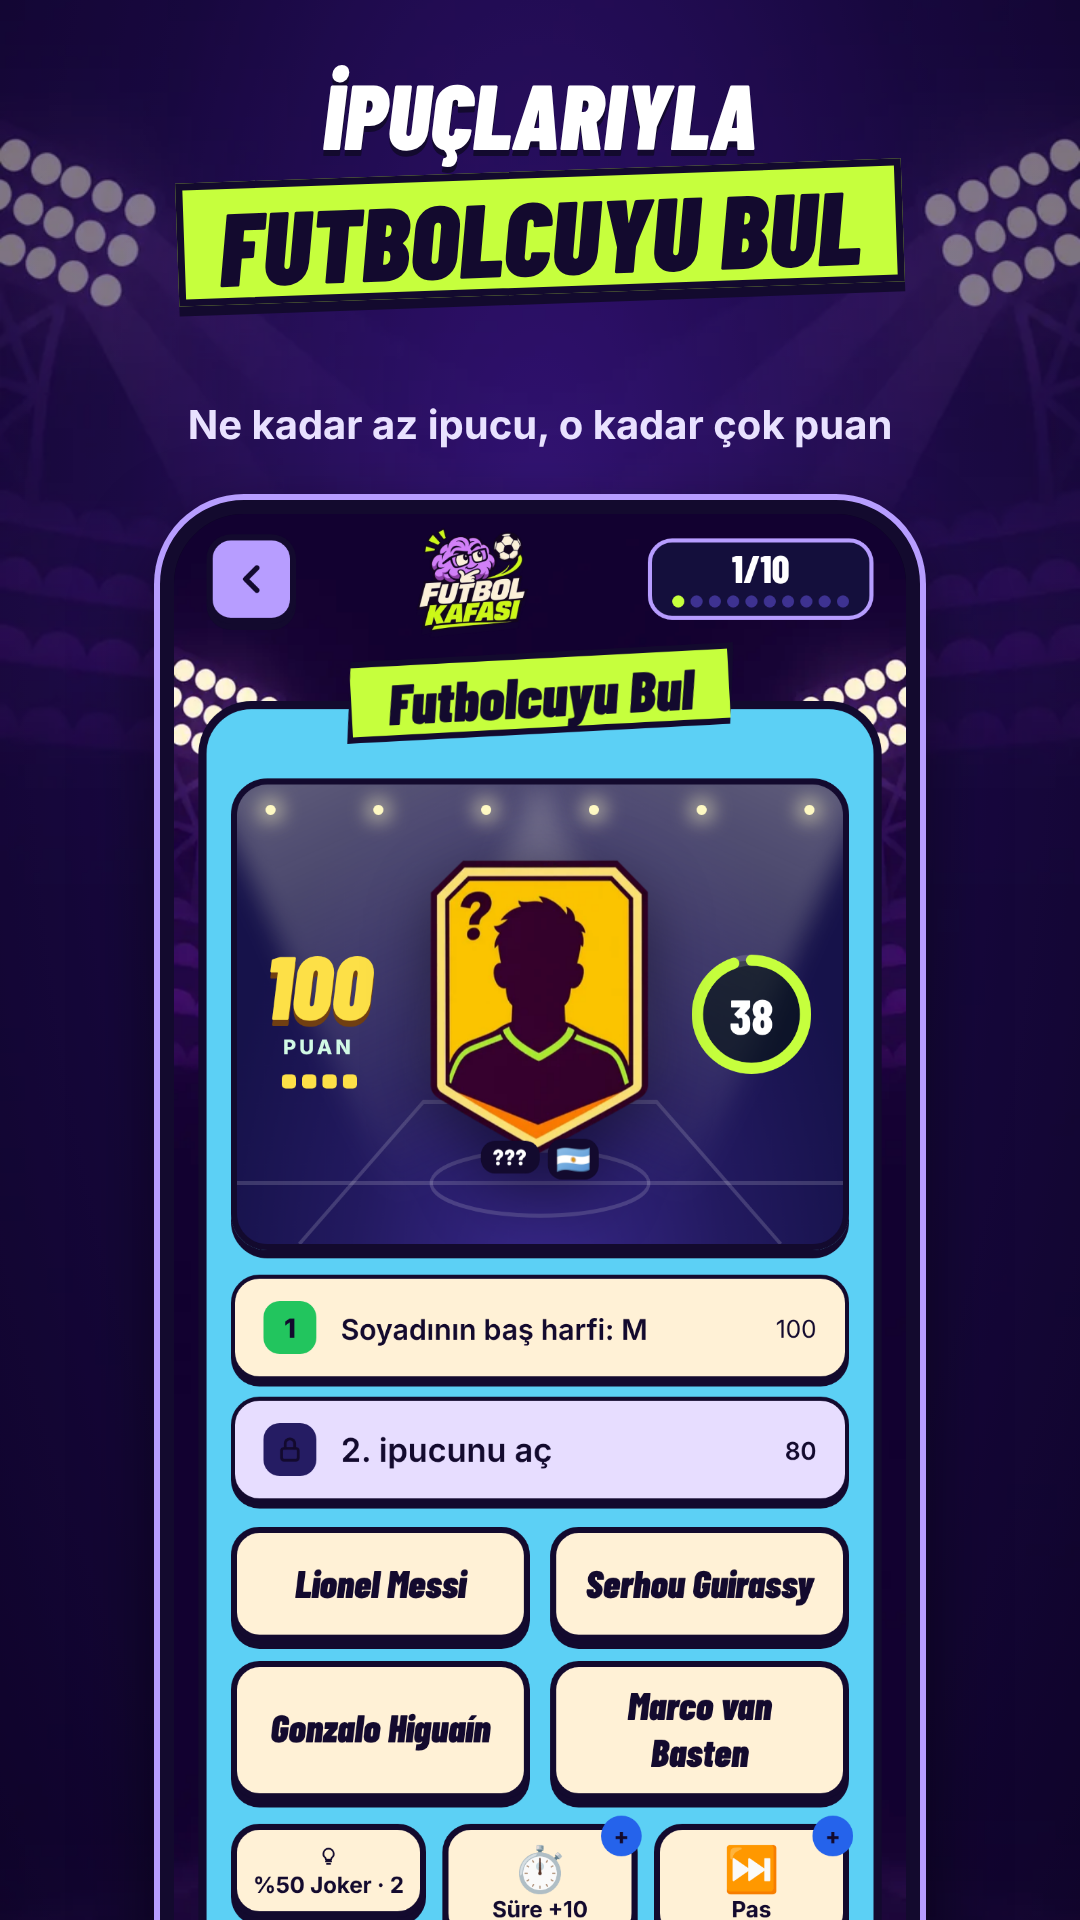 İPUÇLARIYLA
FUTBOLCUYU BUL
Ne kadar az ipucu, o kadar çok puan
FUTBOL
KAFASI
1/10
Futbolcuyu Bul
?
100
PUAN
38
???
1 Soyadının baş harfi: M 100
2. ipucunu aç 80
Lionel Messi
Serhou Guirassy
Gonzalo Higuaín
Marco van
Basten
%50 Joker · 2
+
Süre +10
+
Pas